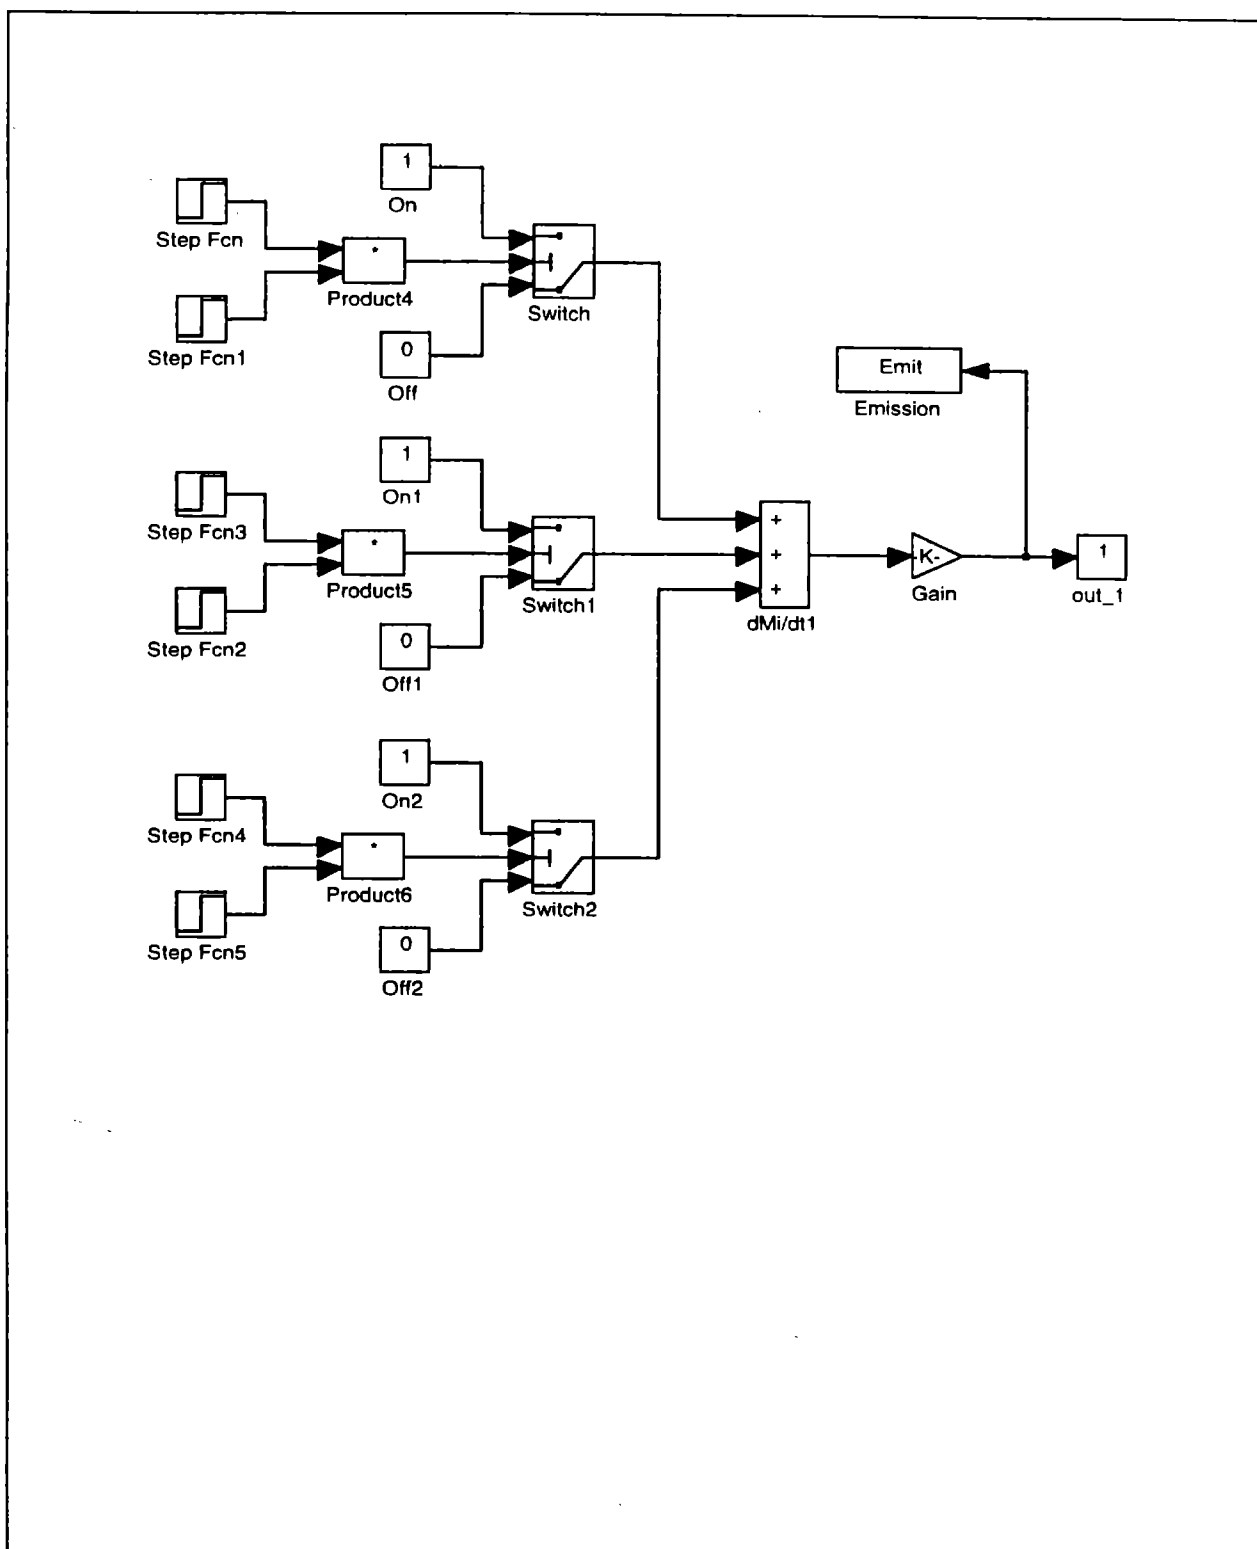 1
On
Step Fcn
*
Product4
Switch
Step Fcn1
0
Off
Emit
Emission
1
On1
Step Fcn3
*
Product5
Switch1
Step Fcn2
0
Off1
+
+
+
dMi/dt1
-K-
Gain
1
out_1
1
On2
Step Fcn4
*
Product6
Switch2
Step Fcn5
0
Off2